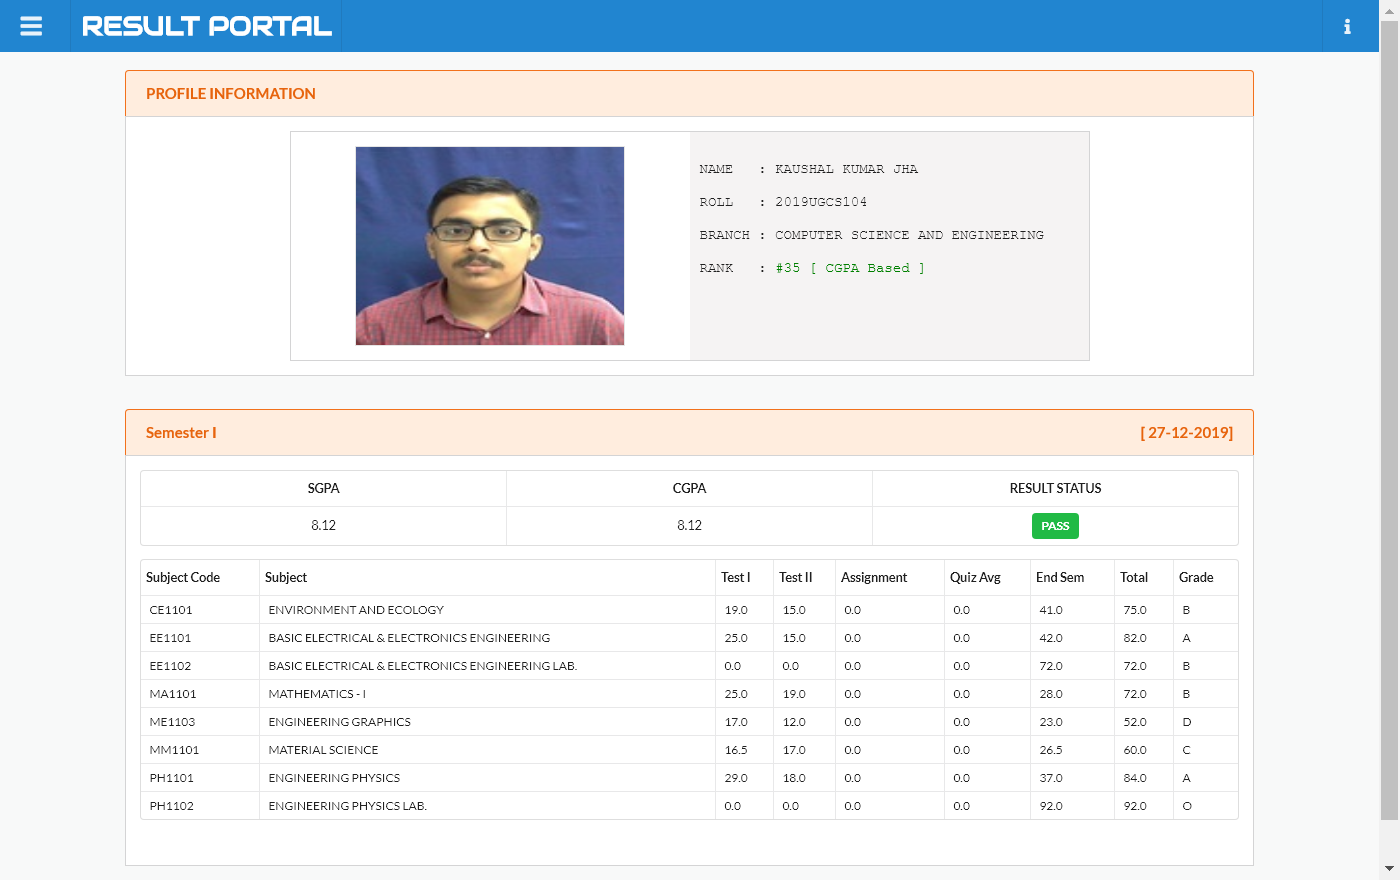 RESULT PORTAL
PROFILE INFORMATION
NAME : KAUSHAL KUMAR JHA
ROLL : 2019UGCS104
BRANCH : COMPUTER SCIENCE AND ENGINEERING
RANK : #35 [ CGPA Based ]
Semester I [ 27-12-2019]
SGPA CGPA RESULT STATUS
8.12 8.12 PASS
Subject Code Subject Test I Test II Assignment Quiz Avg End Sem Total Grade
CE1101 ENVIRONMENT AND ECOLOGY 19.0 15.0 0.0 0.0 41.0 75.0 B
EE1101 BASIC ELECTRICAL & ELECTRONICS ENGINEERING 25.0 15.0 0.0 0.0 42.0 82.0 A
EE1102 BASIC ELECTRICAL & ELECTRONICS ENGINEERING LAB. 0.0 0.0 0.0 0.0 72.0 72.0 B
MA1101 MATHEMATICS - I 25.0 19.0 0.0 0.0 28.0 72.0 B
ME1103 ENGINEERING GRAPHICS 17.0 12.0 0.0 0.0 23.0 52.0 D
MM1101 MATERIAL SCIENCE 16.5 17.0 0.0 0.0 26.5 60.0 C
PH1101 ENGINEERING PHYSICS 29.0 18.0 0.0 0.0 37.0 84.0 A
PH1102 ENGINEERING PHYSICS LAB. 0.0 0.0 0.0 0.0 92.0 92.0 O